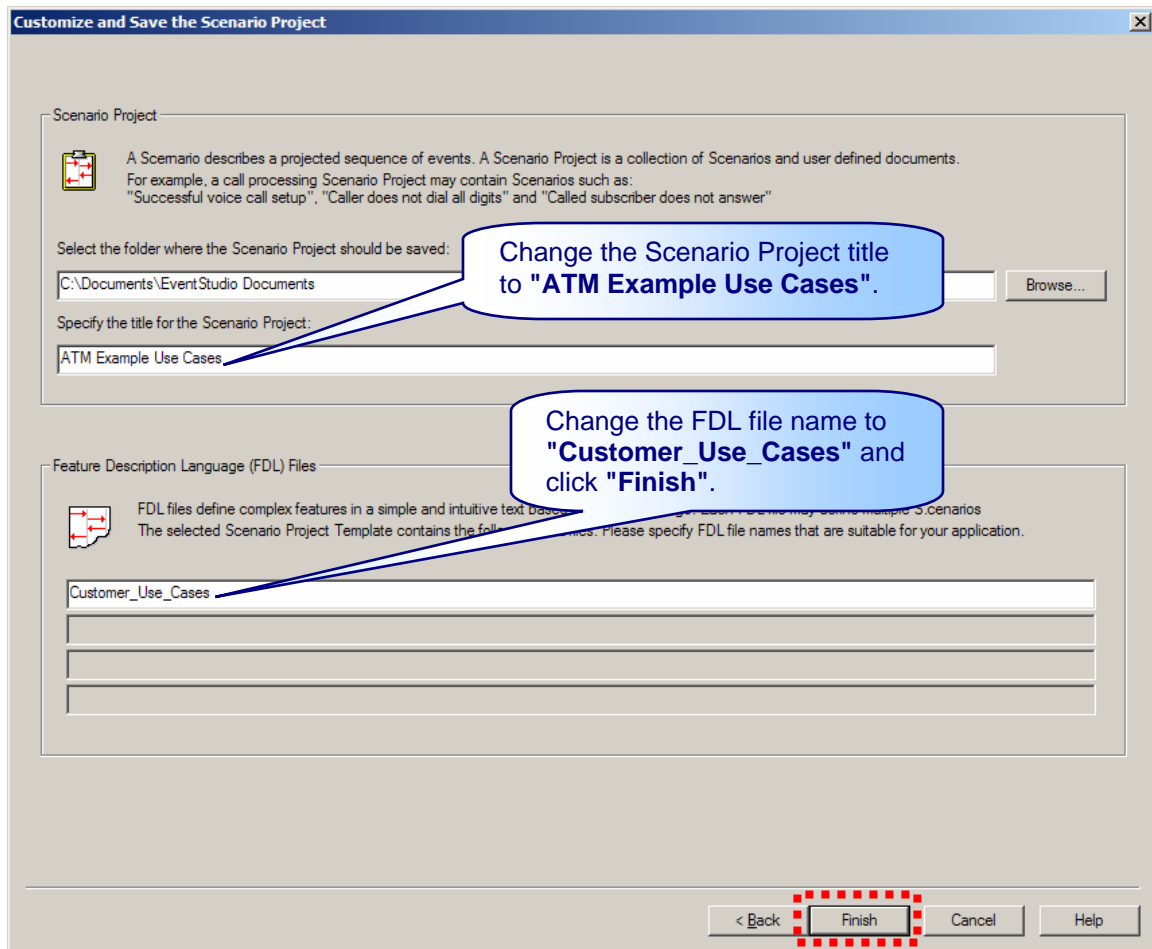 Customize and Save the Scenario Project
Scenario Project
A Scemario describes a projected sequence of events. A Scenario Project is a collection of Scenarios and user defined documents.
For example, a call processing Scenario Project may contain Scenarios such as:
"Successful voice call setup", "Caller does not dial all digits" and "Called subscriber does not answer"
Select the folder where the Scenario Project should be saved:
Change the Scenario Project title
to "ATM Example Use Cases".
C:\Documents\EventStudio Documents
Browse...
Specify the title for the Scenario Project:
ATM Example Use Cases
Change the FDL file name to
"Customer_Use_Cases" and
click "Finish".
Feature Description Language (FDL) Files
FDL files define complex features in a simple and intuitive text based
The selected Scenario Project Template contains the files. Please specify FDL file names that are suitable for your application.
Customer_Use_Cases
< Back
Finish
Cancel
Help